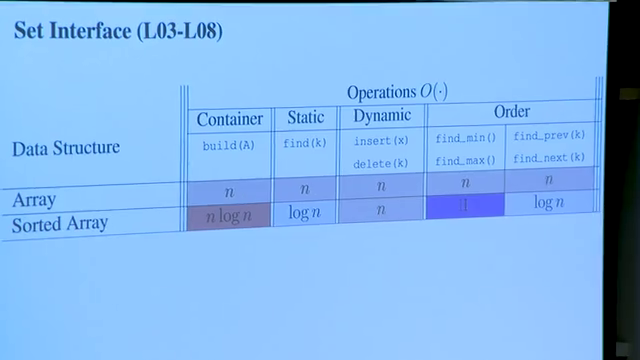 Set Interface (L03-L08)
Operations O(·)
Container Static Dynamic Order
Data Structure build(A) find(k) insert(x) find_min() find_prev(k)
delete(k) find_max() find_next(k)
Array n n n n n
Sorted Array n log n log n n 1 log n